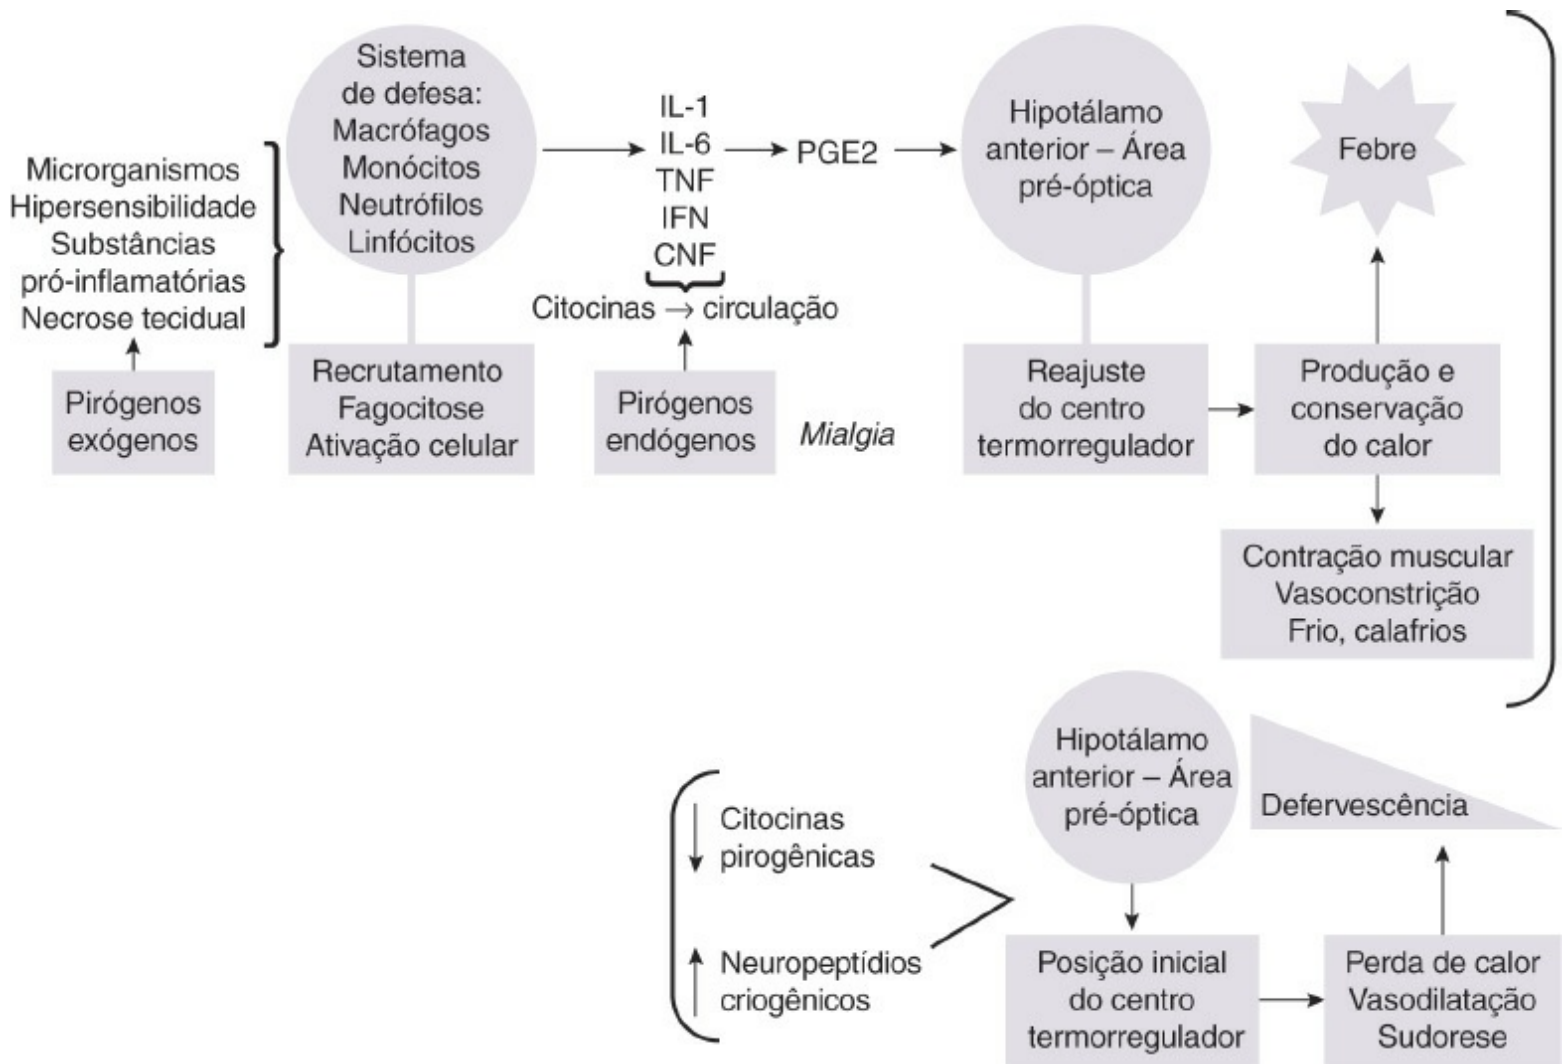 Microrganismos
Hipersensibilidade
Substâncias
pró-inflamatórias
Necrose tecidual
Pirógenos
exógenos
Sistema
de defesa:
Macrófagos
Monócitos
Neutrófilos
Linfócitos
Recrutamento
Fagocitose
Ativação celular
IL-1
IL-6
TNF
IFN
CNF
Citocinas → circulação
Pirógenos
endógenos
PGE2
Mialgia
Hipotálamo
anterior – Área
pré-óptica
Reajuste
do centro
termorregulador
Febre
Produção e
conservação
do calor
Contração muscular
Vasoconstrição
Frio, calafrios
Citocinas
pirogênicas
Neuropeptídios
criogênicos
Hipotálamo
anterior – Área
pré-óptica
Posição inicial
do centro
termorregulador
Defervescência
Perda de calor
Vasodilatação
Sudorese